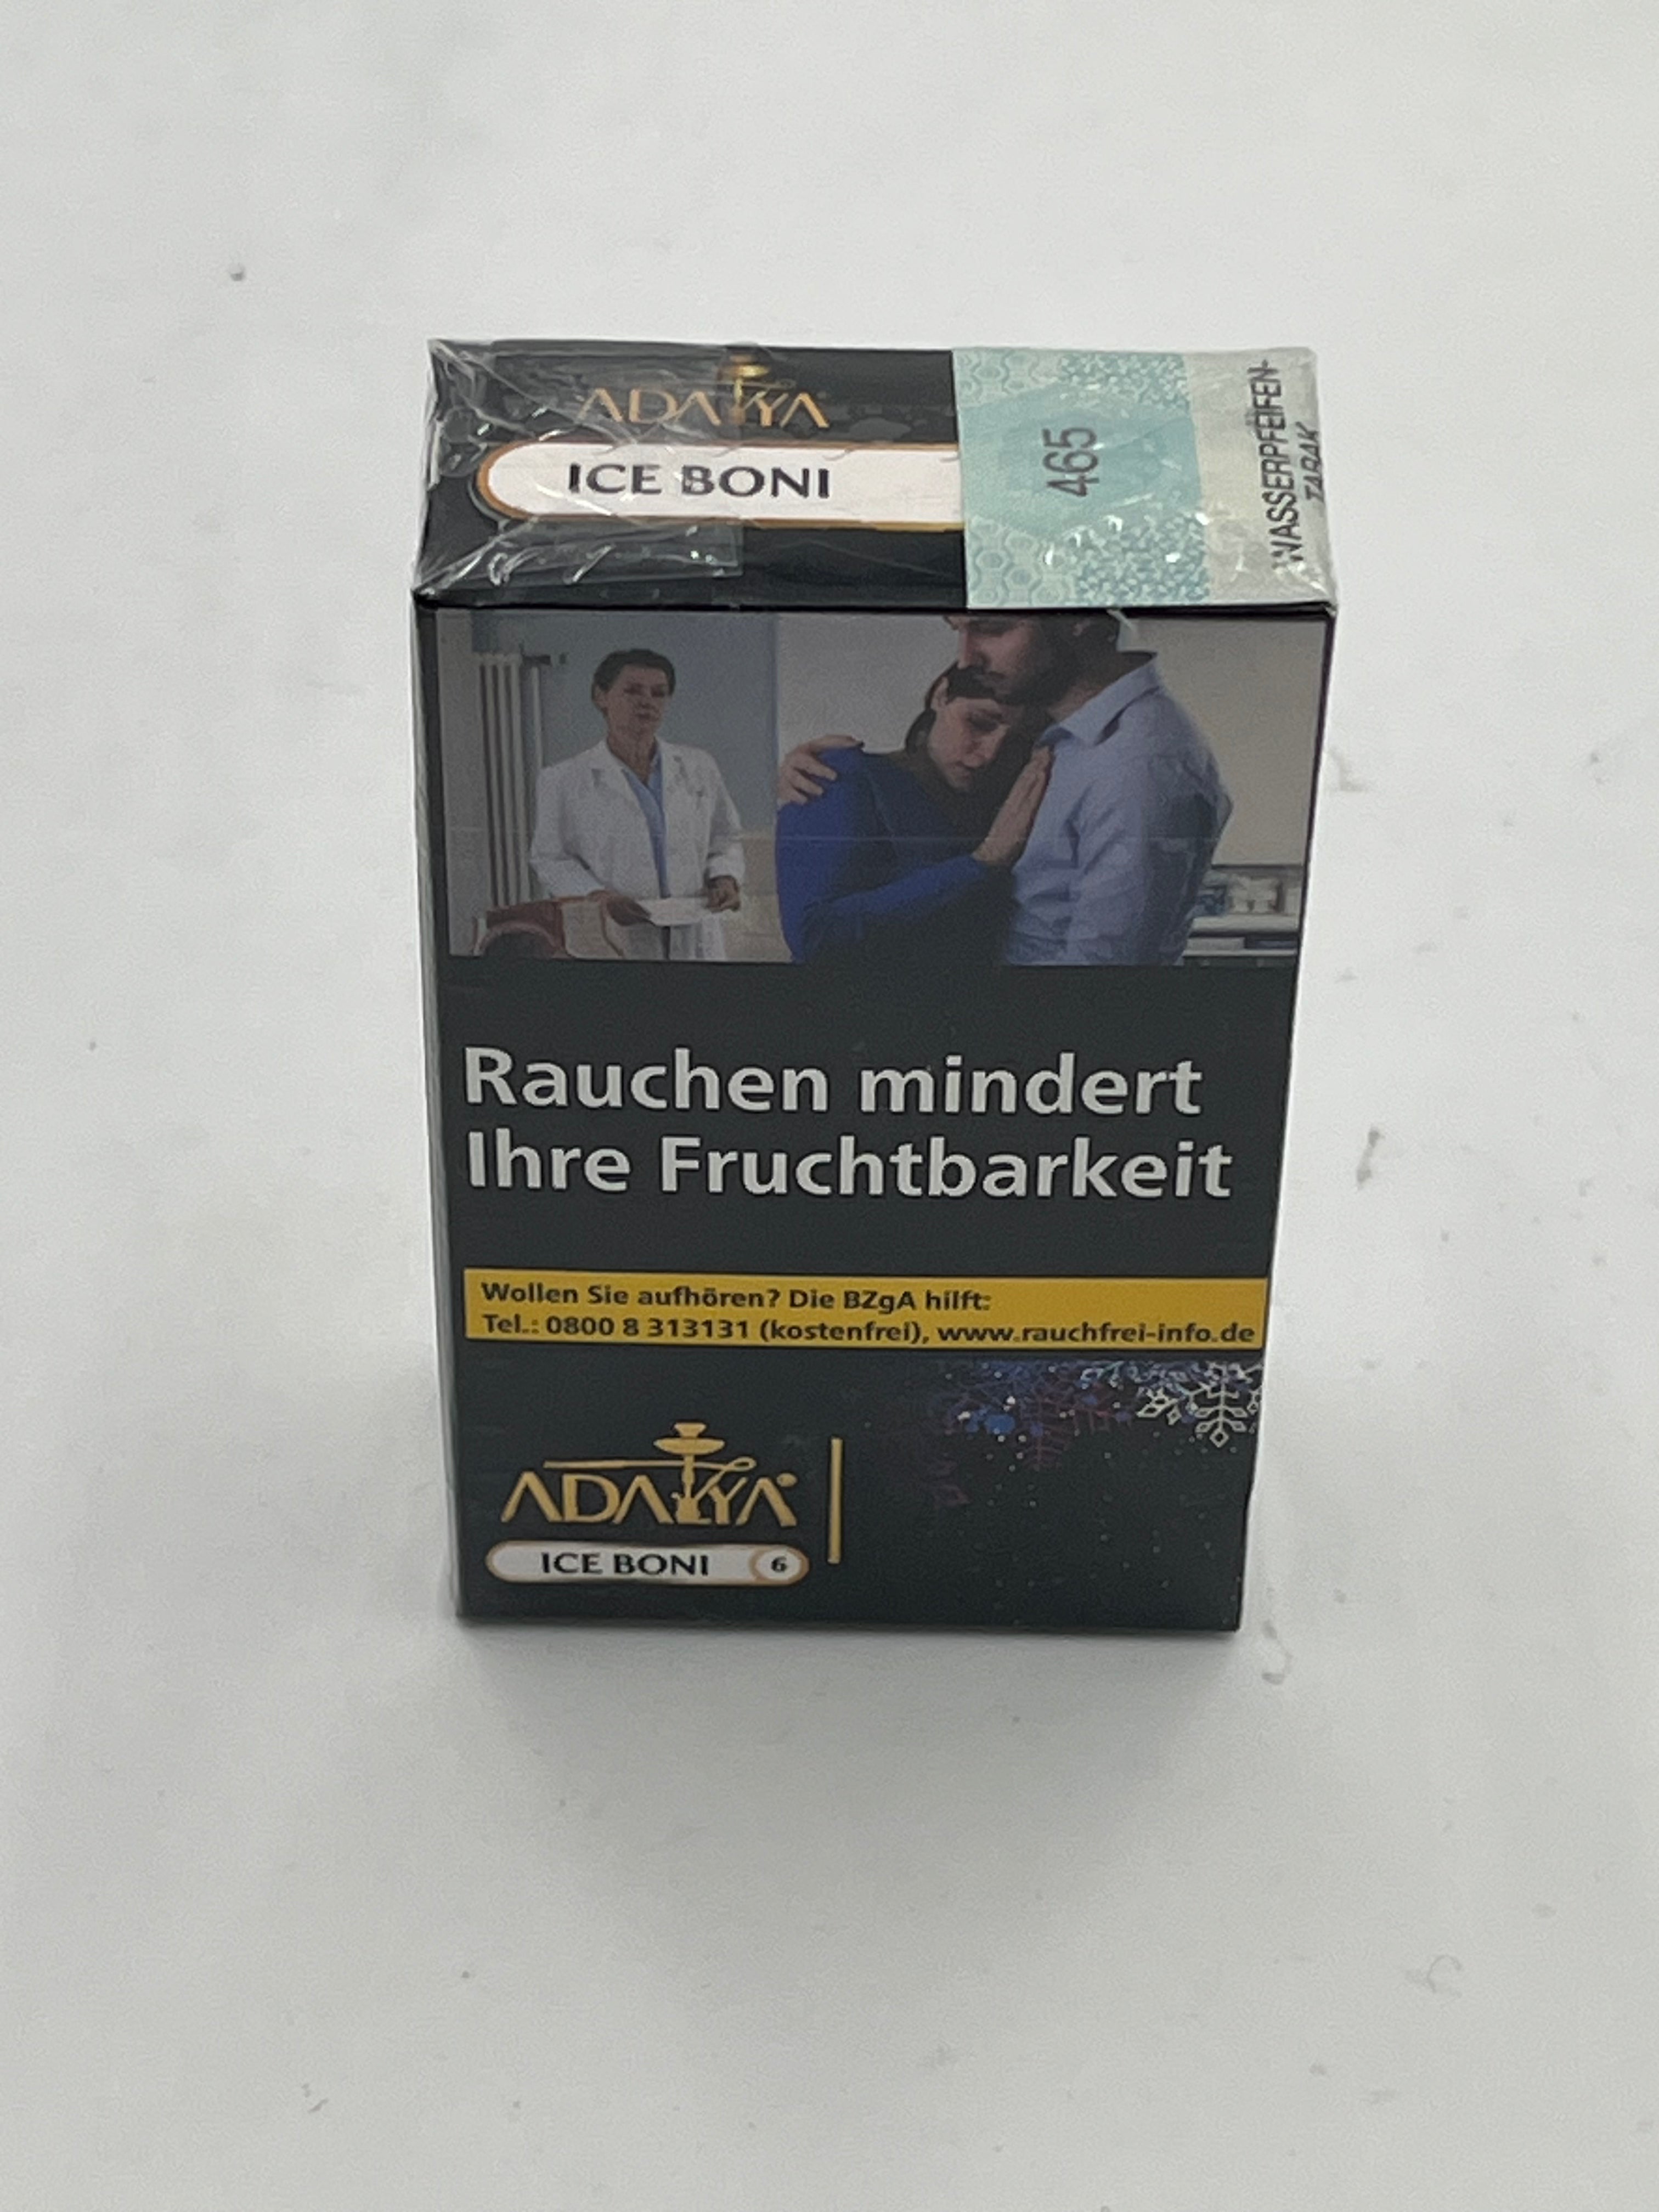 ADALYA
ICE BONI
465
WASSERPFEIFEN-
TABAK
Rauchen mindert
Ihre Fruchtbarkeit
Wollen Sie aufhören? Die BZgA hilft:
Tel.: 0800 8 313131 (kostenfrei), www.rauchfrei-info.de
ADALYA
ICE BONI 6